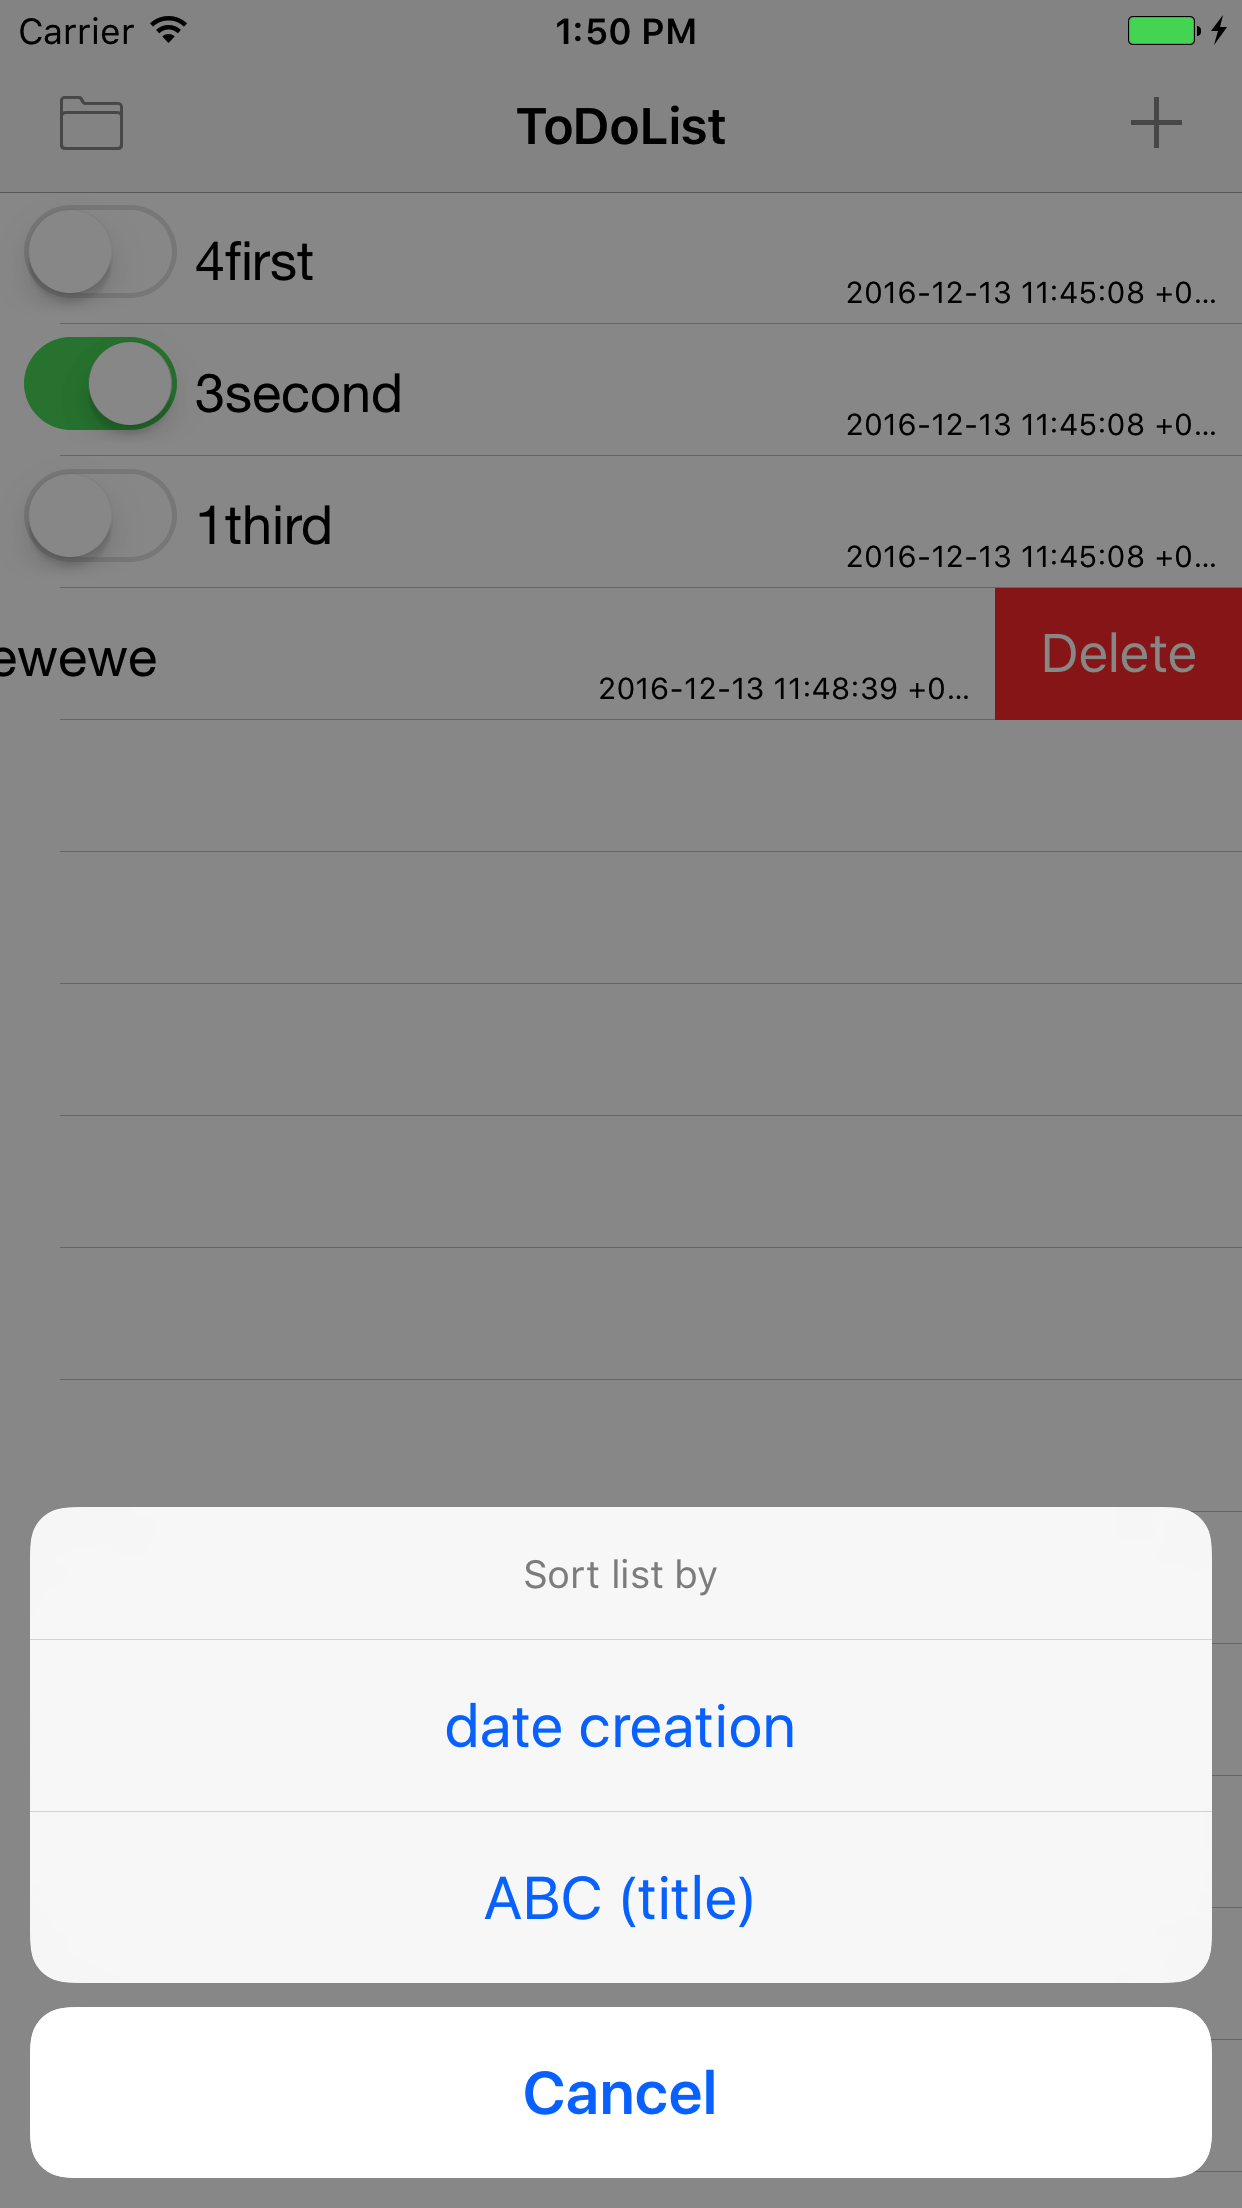 Carrier 1:50 PM
ToDoList
4first
2016-12-13 11:45:08 +0...
3second
2016-12-13 11:45:08 +0...
1third
2016-12-13 11:45:08 +0...
ewewe
2016-12-13 11:48:39 +0...
Delete
Sort list by
date creation
ABC (title)
Cancel